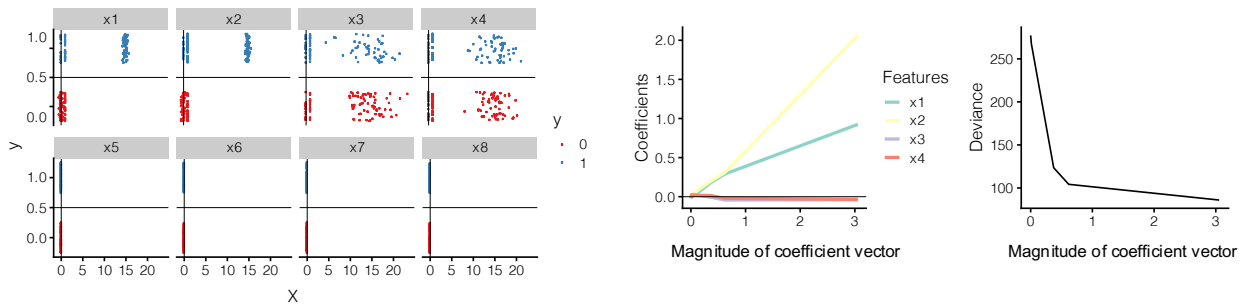 x1 x2 x3 x4
1.0
0.5
0.0
y
x5 x6 x7 x8
1.0
0.5
0.0
0 5 10 15 20 0 5 10 15 20 0 5 10 15 20 0 5 10 15 20
X
y
0
1
2.0
1.5
1.0
0.5
0.0
Coefficients
0 1 2 3
Magnitude of coefficient vector
Features
x1
x2
x3
x4
250
200
150
100
Deviance
0 1 2 3
Magnitude of coefficient vector